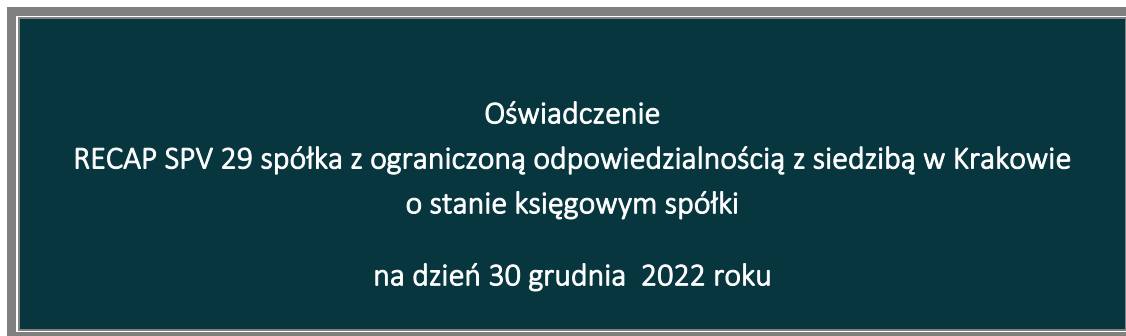 Oświadczenie
RECAP SPV 29 spółka z ograniczoną odpowiedzialnością z siedzibą w Krakowie
o stanie księgowym spółki
na dzień 30 grudnia  2022 roku